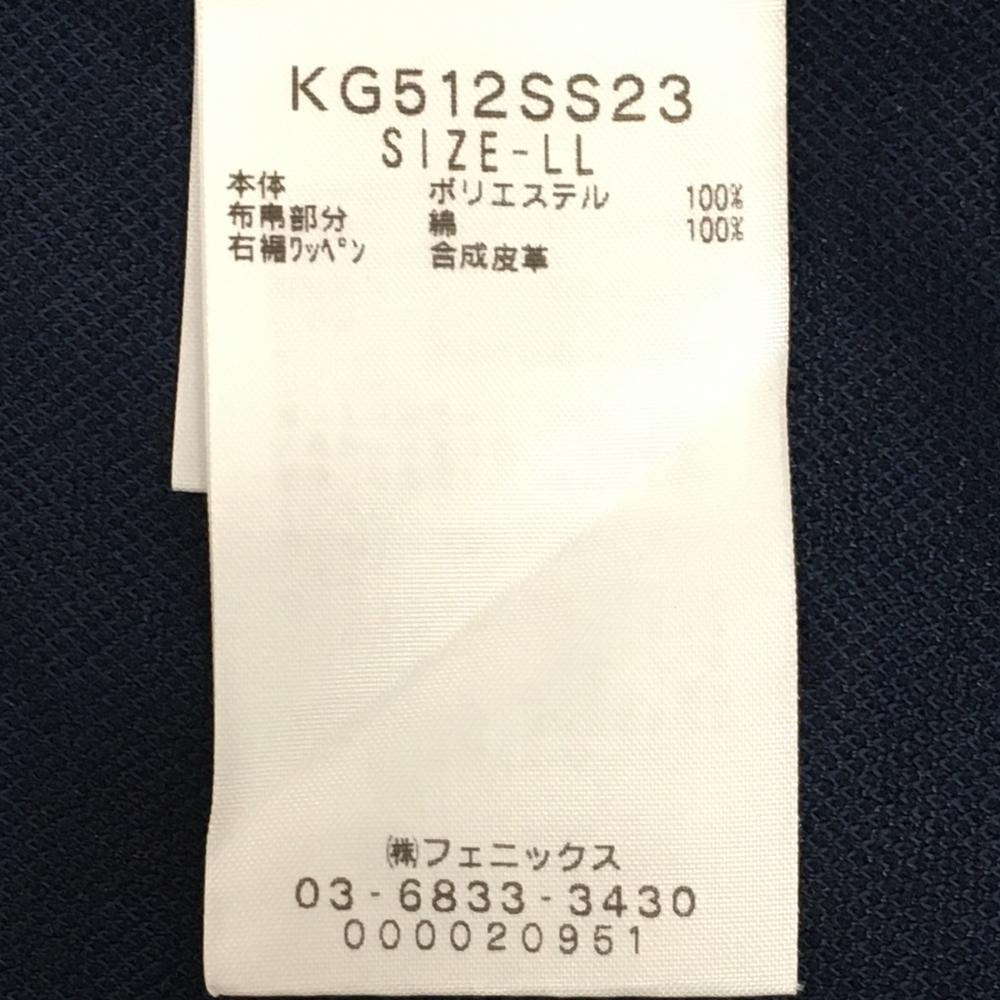 KG512SS23
SIZE-LL
本体 ポリエステル 100%
布帛部分 綿 100%
右裾ワッペン 合成皮革
㈱フェニックス
03-6833-3430
000020951